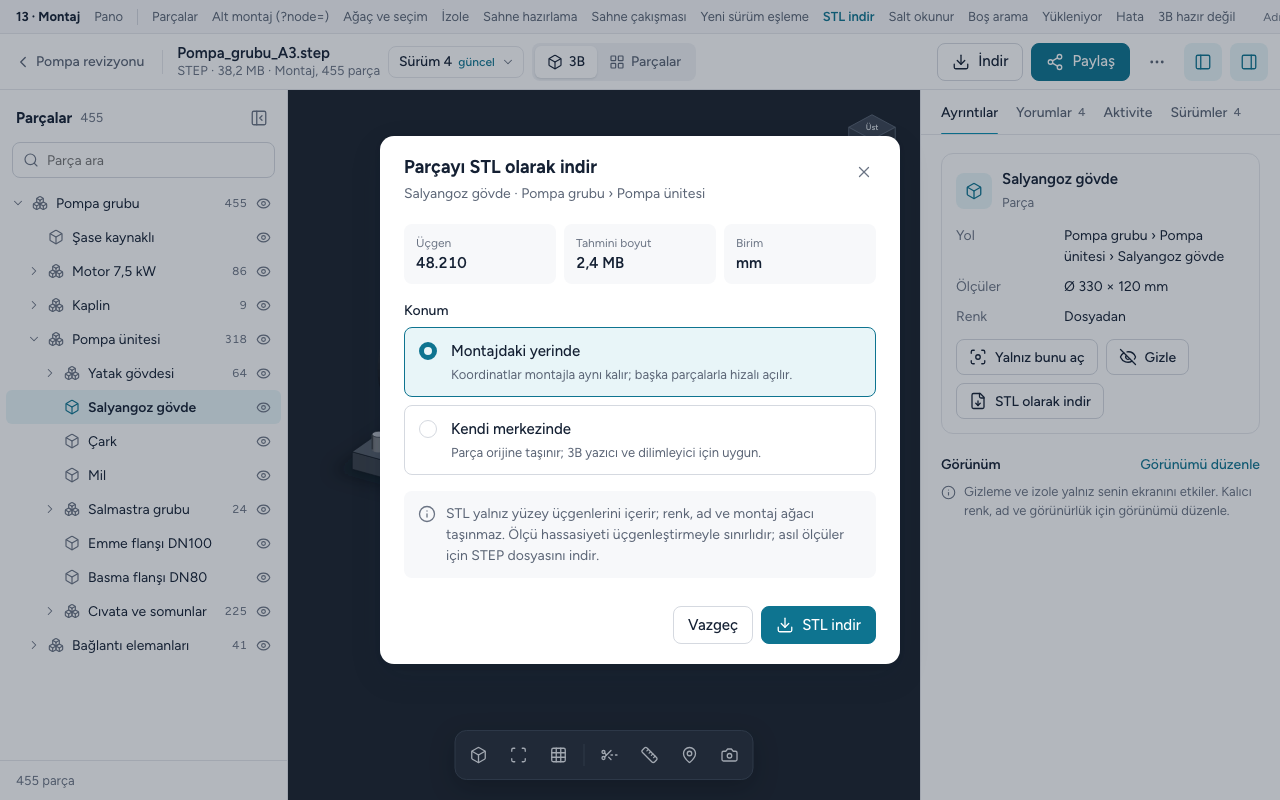 13 · Montaj Pano Parçalar Alt montaj (?node=) Ağaç ve seçim İzole Sahne hazırlama Sahne çakışması Yeni sürüm eşleme STL indir Salt okunur Boş arama Yükleniyor Hata 3B hazır değil
Pompa revizyonu
Pompa_grubu_A3.step
STEP · 38,2 MB · Montaj, 455 parça
Sürüm 4 güncel
3B
Parçalar
İndir
Paylaş
Parçalar 455
Parça ara
Pompa grubu 455
Şase kaynaklı
Motor 7,5 kW 86
Kaplin 9
Pompa ünitesi 318
Yatak gövdesi 64
Salyangoz gövde
Çark
Mil
Salmastra grubu 24
Emme flanşı DN100
Basma flanşı DN80
Cıvata ve somunlar 225
Bağlantı elemanları 41
455 parça
Üst
Parçayı STL olarak indir
Salyangoz gövde · Pompa grubu › Pompa ünitesi
Üçgen
48.210
Tahmini boyut
2,4 MB
Birim
mm
Konum
Montajdaki yerinde
Koordinatlar montajla aynı kalır; başka parçalarla hizalı açılır.
Kendi merkezinde
Parça orijine taşınır; 3B yazıcı ve dilimleyici için uygun.
STL yalnız yüzey üçgenlerini içerir; renk, ad ve montaj ağacı
taşınmaz. Ölçü hassasiyeti üçgenleştirmeyle sınırlıdır; asıl ölçüler
için STEP dosyasını indir.
Vazgeç
STL indir
Ayrıntılar Yorumlar 4 Aktivite Sürümler 4
Salyangoz gövde
Parça
Yol Pompa grubu › Pompa
ünitesi › Salyangoz gövde
Ölçüler Ø 330 × 120 mm
Renk Dosyadan
Yalnız bunu aç
Gizle
STL olarak indir
Görünüm Görünümü düzenle
Gizleme ve izole yalnız senin ekranını etkiler. Kalıcı
renk, ad ve görünürlük için görünümü düzenle.